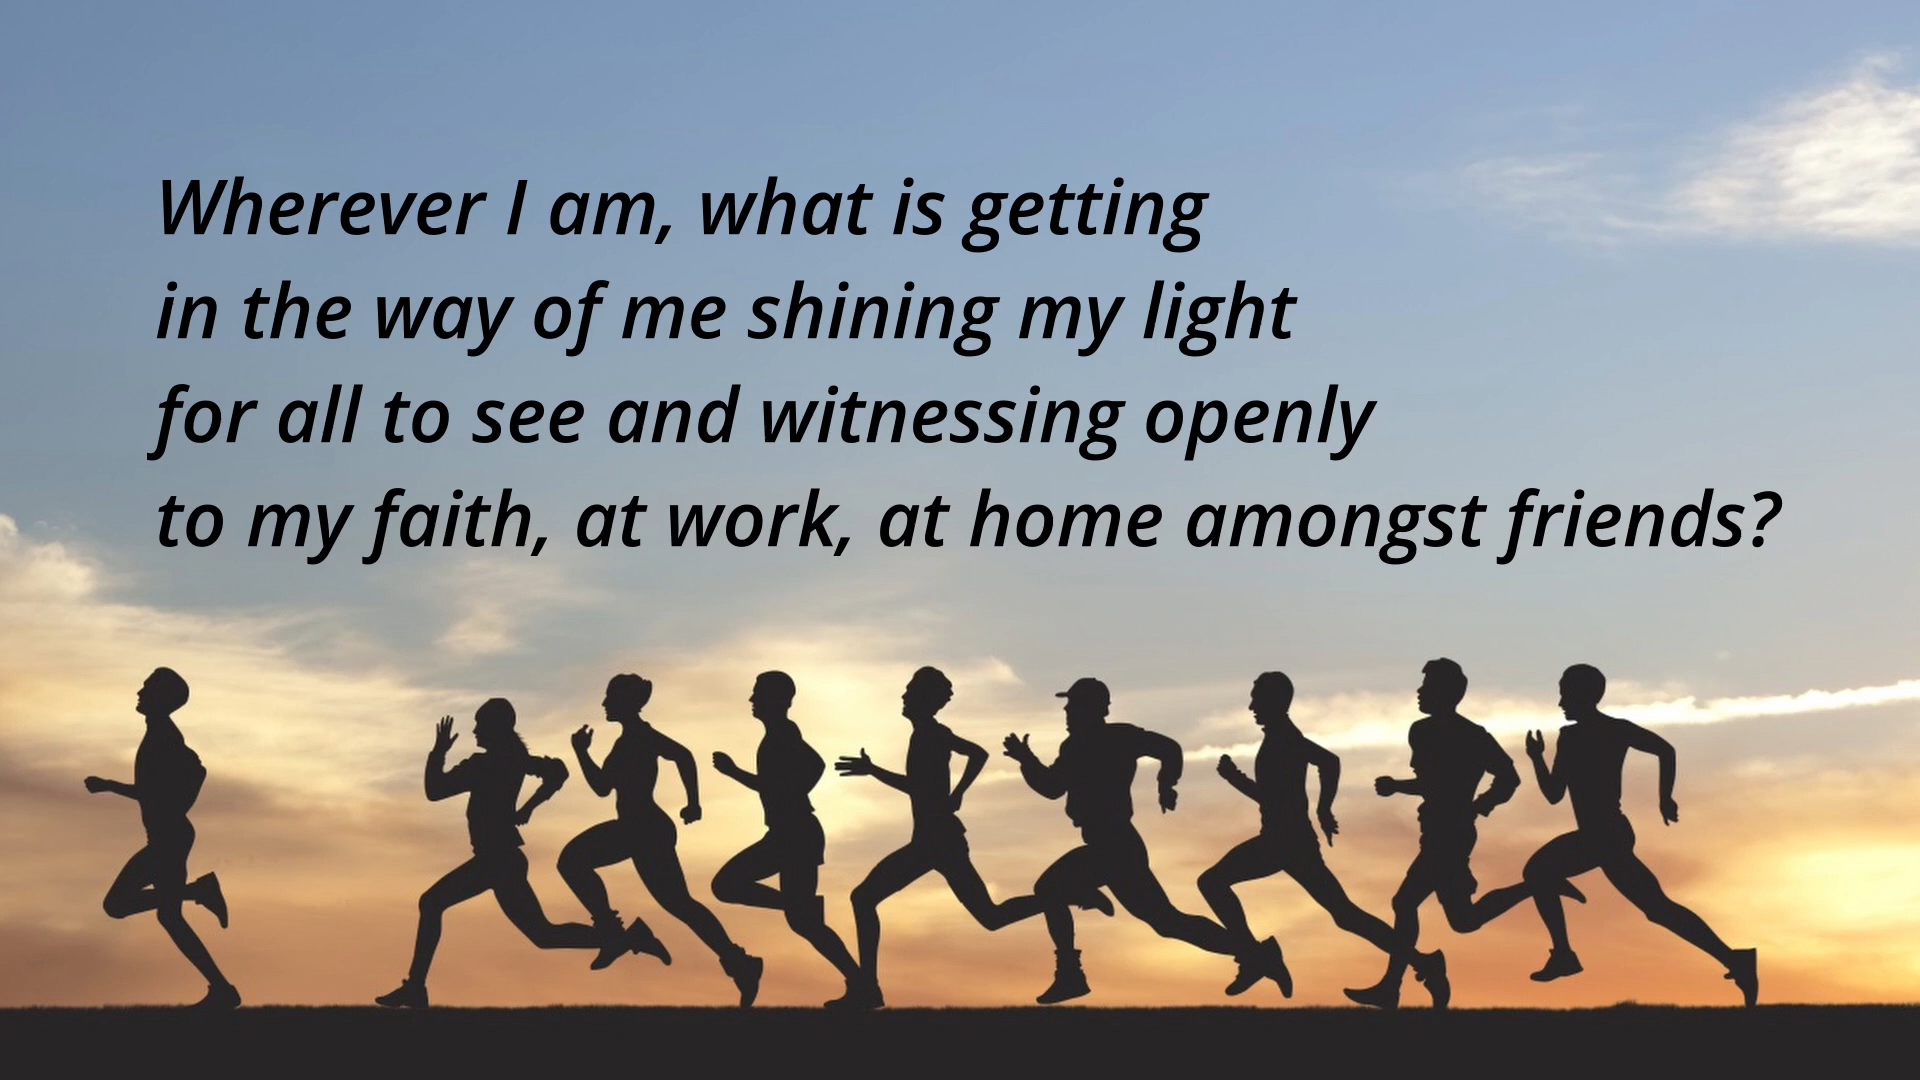 Wherever I am, what is getting
in the way of me shining my light
for all to see and witnessing openly
to my faith, at work, at home amongst friends?